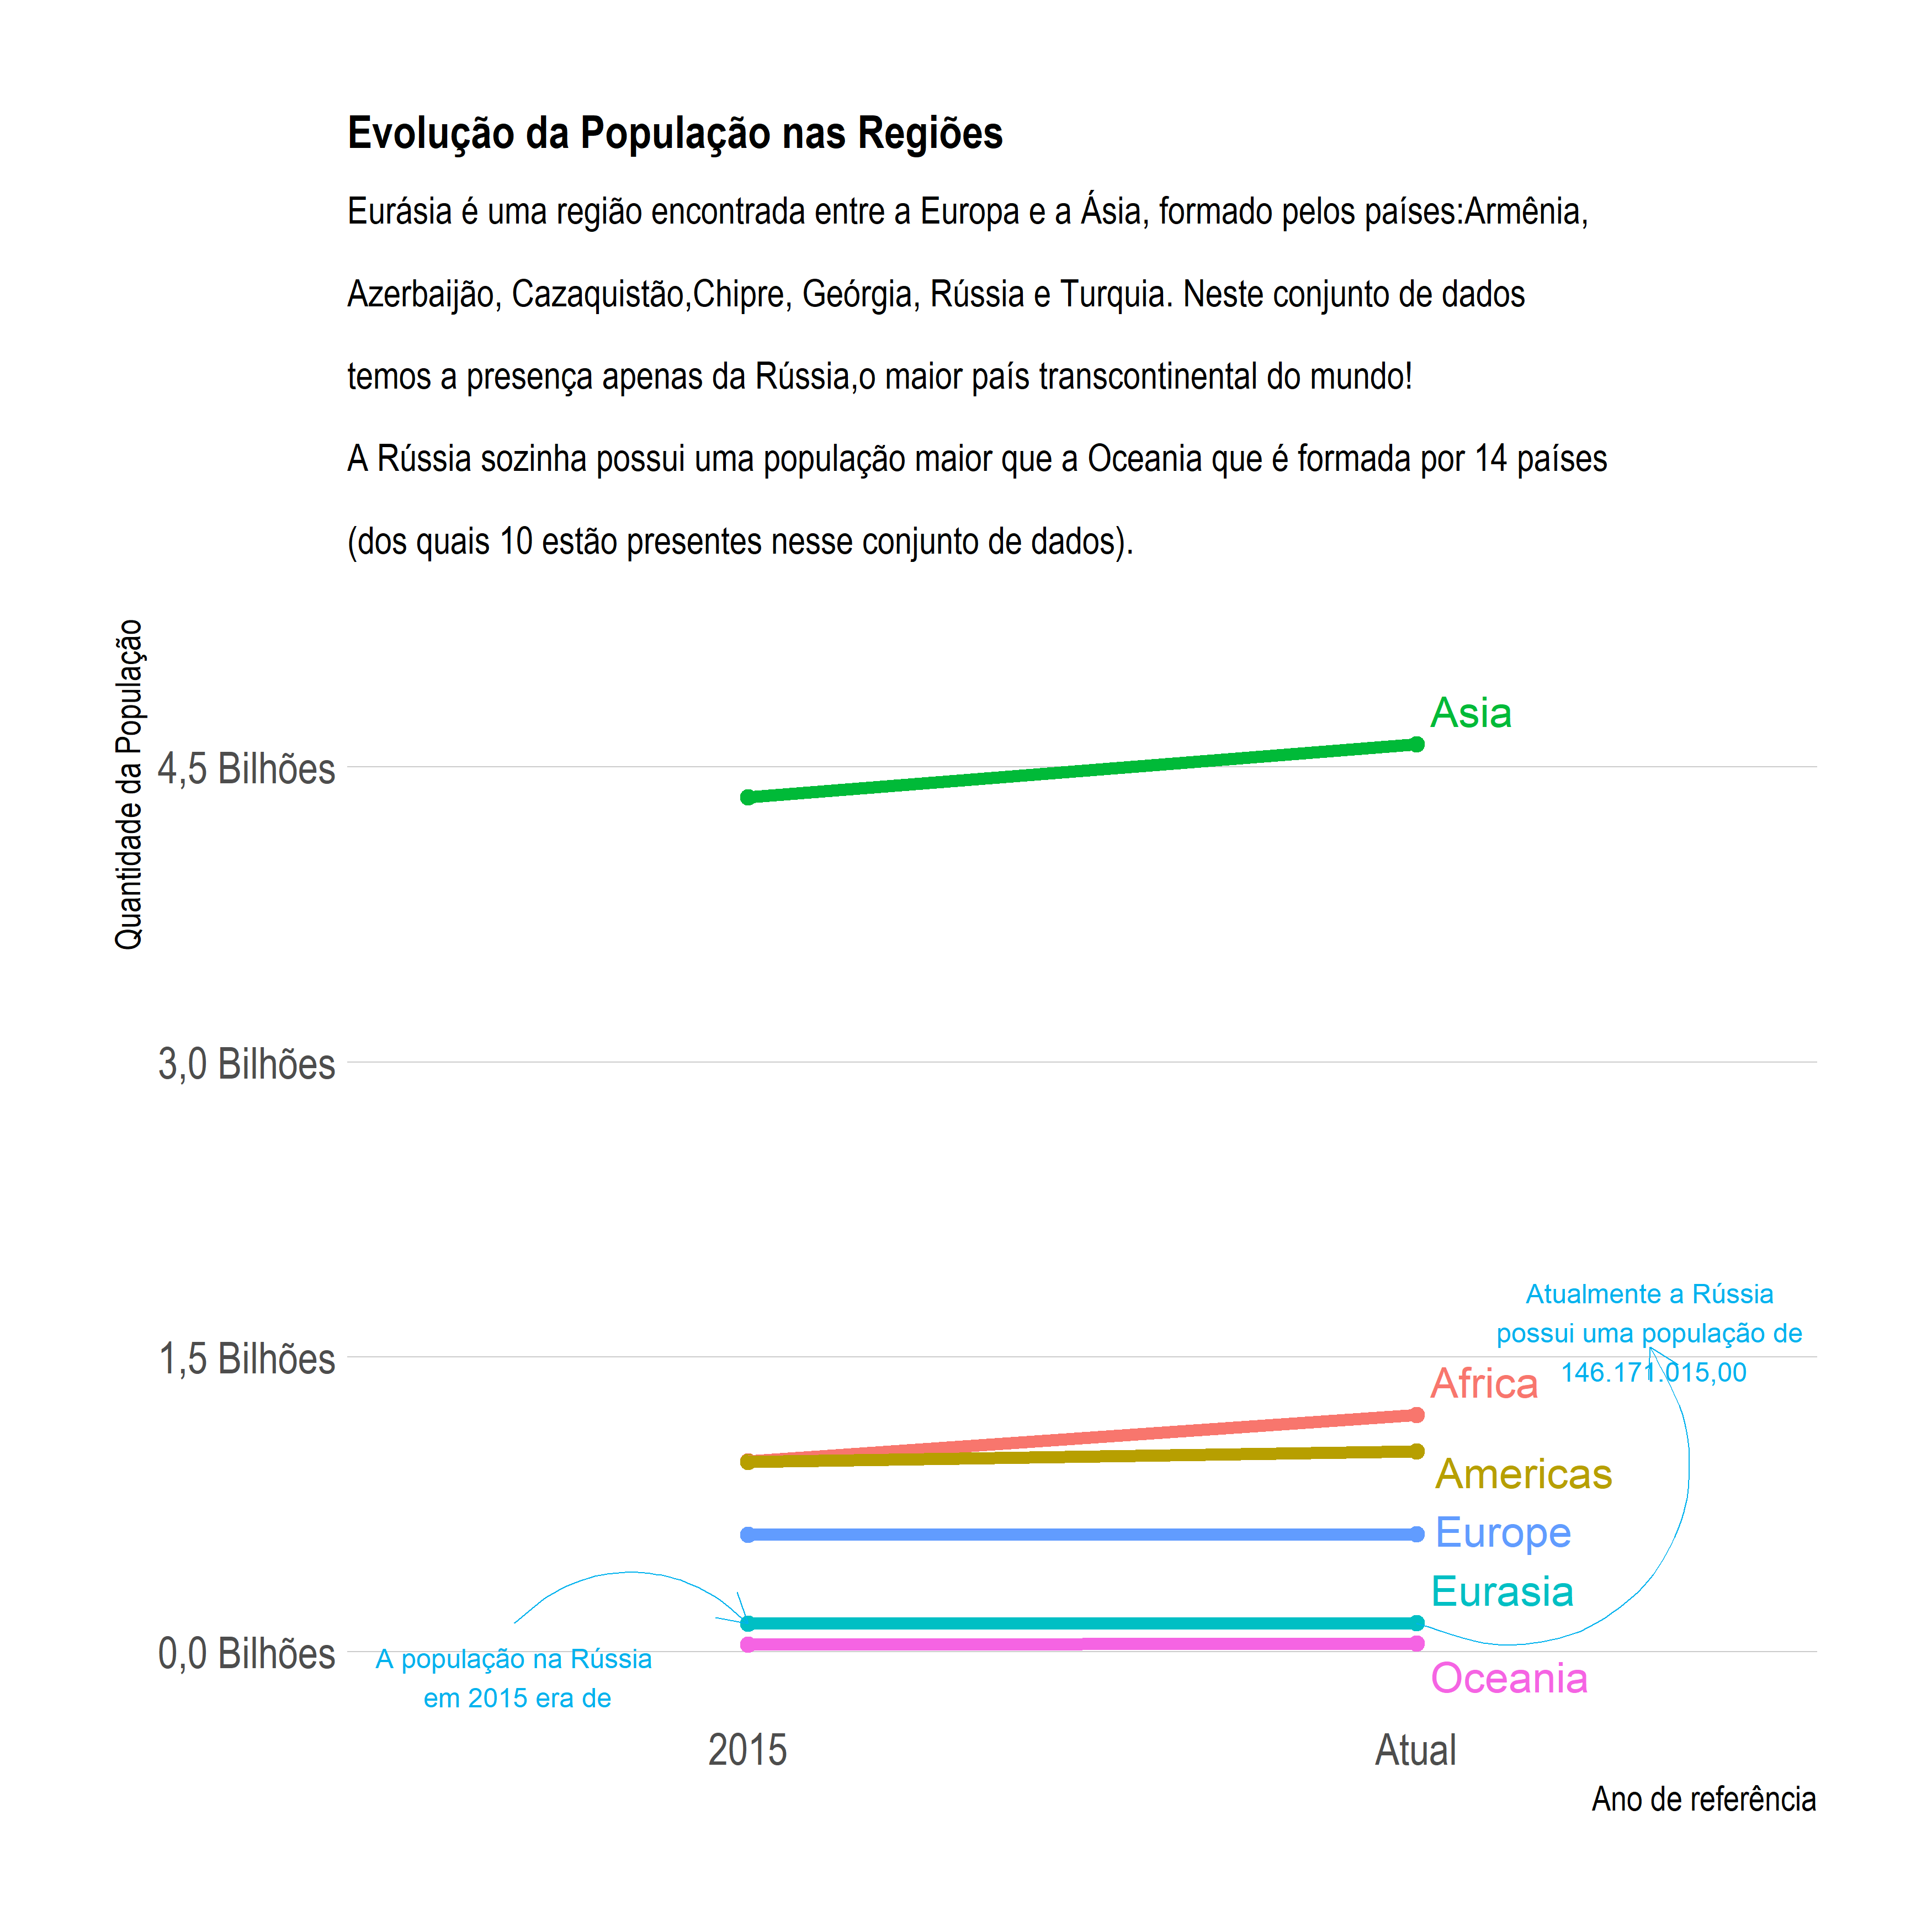 Evolução da População nas Regiões
Eurásia é uma região encontrada entre a Europa e a Ásia, formado pelos países:Armênia,
Azerbaijão, Cazaquistão,Chipre, Geórgia, Rússia e Turquia. Neste conjunto de dados
temos a presença apenas da Rússia,o maior país transcontinental do mundo!
A Rússia sozinha possui uma população maior que a Oceania que é formada por 14 países
(dos quais 10 estão presentes nesse conjunto de dados).
Quantidade da População
4,5 Bilhões
3,0 Bilhões
1,5 Bilhões
0,0 Bilhões
Asia
Atualmente a Rússia
possui uma população de
146.171.015,00
Africa
Americas
Europe
Eurasia
Oceania
A população na Rússia
em 2015 era de
2015
Atual
Ano de referência